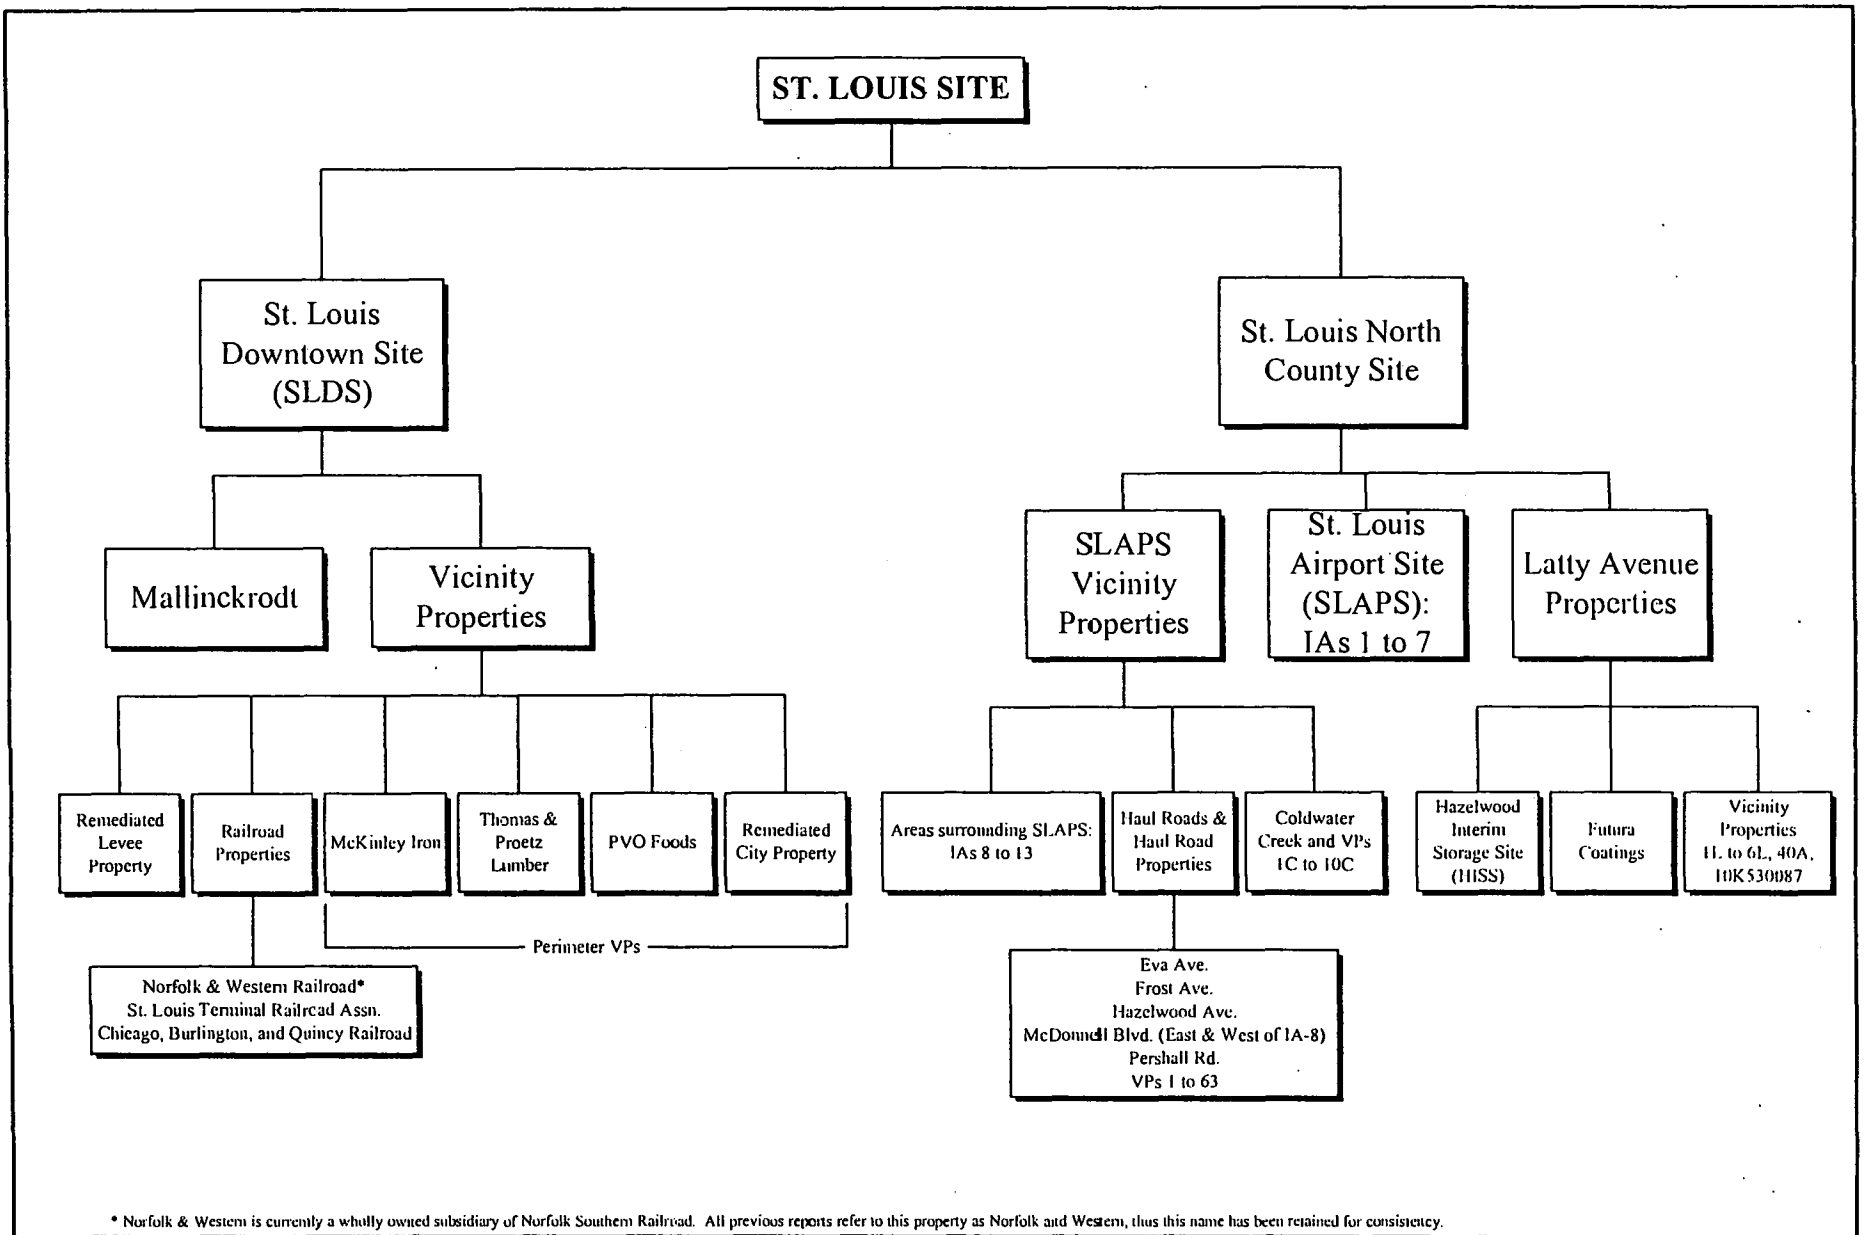 ST. LOUIS SITE
St. Louis
Downtown Site
(SLDS)
St. Louis North
County Site
Mallinckrodt
Vicinity
Properties
SLAPS
Vicinity
Properties
St. Louis
Airport Site
(SLAPS):
IAs 1 to 7
Latty Avenue
Properties
Remediated
Levee
Property
Railroad
Properties
McKinley Iron
Thomas &
Proetz
Lumber
PVO Foods
Remediated
City Property
Areas surrounding SLAPS:
IAs 8 to 13
Haul Roads &
Haul Road
Properties
Coldwater
Creek and VPs
1C to 10C
Hazelwood
Interim
Storage Site
(HISS)
Futura
Coatings
Vicinity
Properties
1L to 6L, 40A,
10K530087
Perimeter VPs
Norfolk & Western Railroad*
St. Louis Terminal Railroad Assn.
Chicago, Burlington, and Quincy Railroad
Eva Ave.
Frost Ave.
Hazelwood Ave.
McDonnell Blvd. (East & West of IA-8)
Pershall Rd.
VPs 1 to 63
* Norfolk & Western is currently a wholly owned subsidiary of Norfolk Southern Railroad. All previous reports refer to this property as Norfolk and Western, thus this name has been retained for consistency.